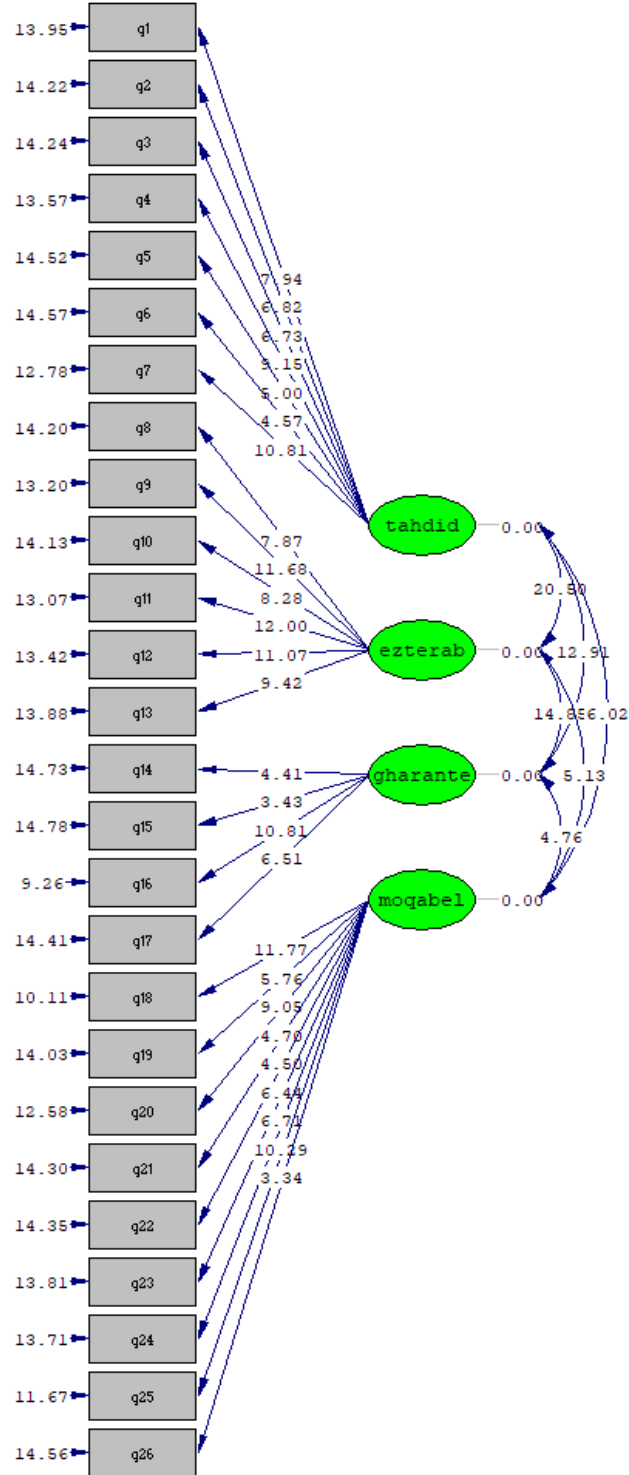 13.95 q1
14.22 q2
14.24 q3
13.57 q4
14.52 q5
14.57 q6
12.78 q7
14.20 q8
13.20 q9
14.13 q10
13.07 q11
13.42 q12
13.88 q13
14.73 q14
14.78 q15
9.26 q16
14.41 q17
10.11 q18
14.03 q19
12.58 q20
14.30 q21
14.35 q22
13.81 q23
13.71 q24
11.67 q25
14.56 q26
7.94
6.82
6.73
9.15
5.00
4.57
10.81
7.87
11.68
8.28
12.00
11.07
9.42
4.41
3.43
10.81
6.51
11.77
5.76
9.05
4.70
4.50
6.44
6.71
10.29
3.34
tahdid 0.00
ezterab 0.00
gharante 0.00
moqabel 0.00
20.50
12.91
14.85
6.02
5.13
4.76